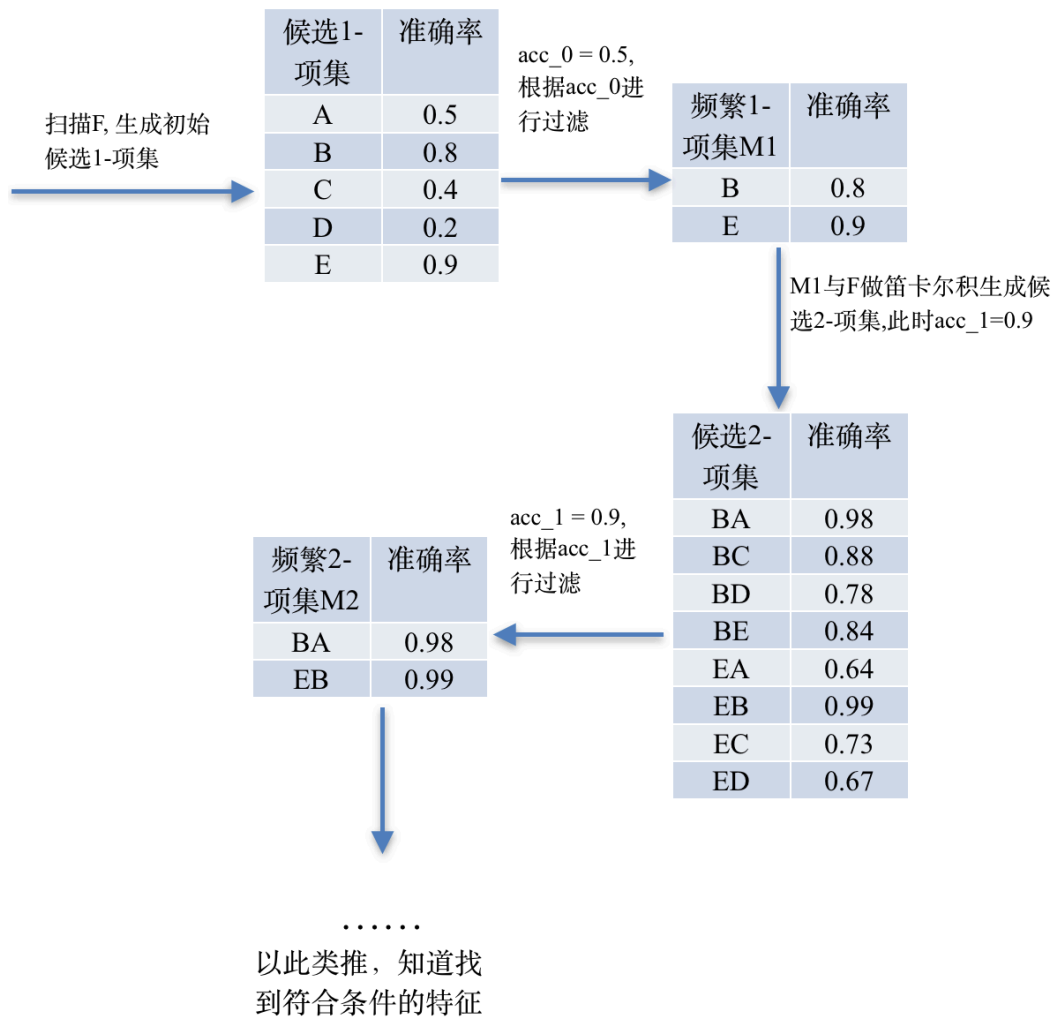 扫描F, 生成初始
候选1-项集
候选1-
项集
准确率
A 0.5
B 0.8
C 0.4
D 0.2
E 0.9
acc_0 = 0.5,
根据acc_0进
行过滤
频繁1-
项集M1
准确率
B 0.8
E 0.9
M1与F做笛卡尔积生成候
选2-项集,此时acc_1=0.9
候选2-
项集
准确率
BA 0.98
BC 0.88
BD 0.78
BE 0.84
EA 0.64
EB 0.99
EC 0.73
ED 0.67
acc_1 = 0.9,
根据acc_1进
行过滤
频繁2-
项集M2
准确率
BA 0.98
EB 0.99
……
以此类推，知道找
到符合条件的特征